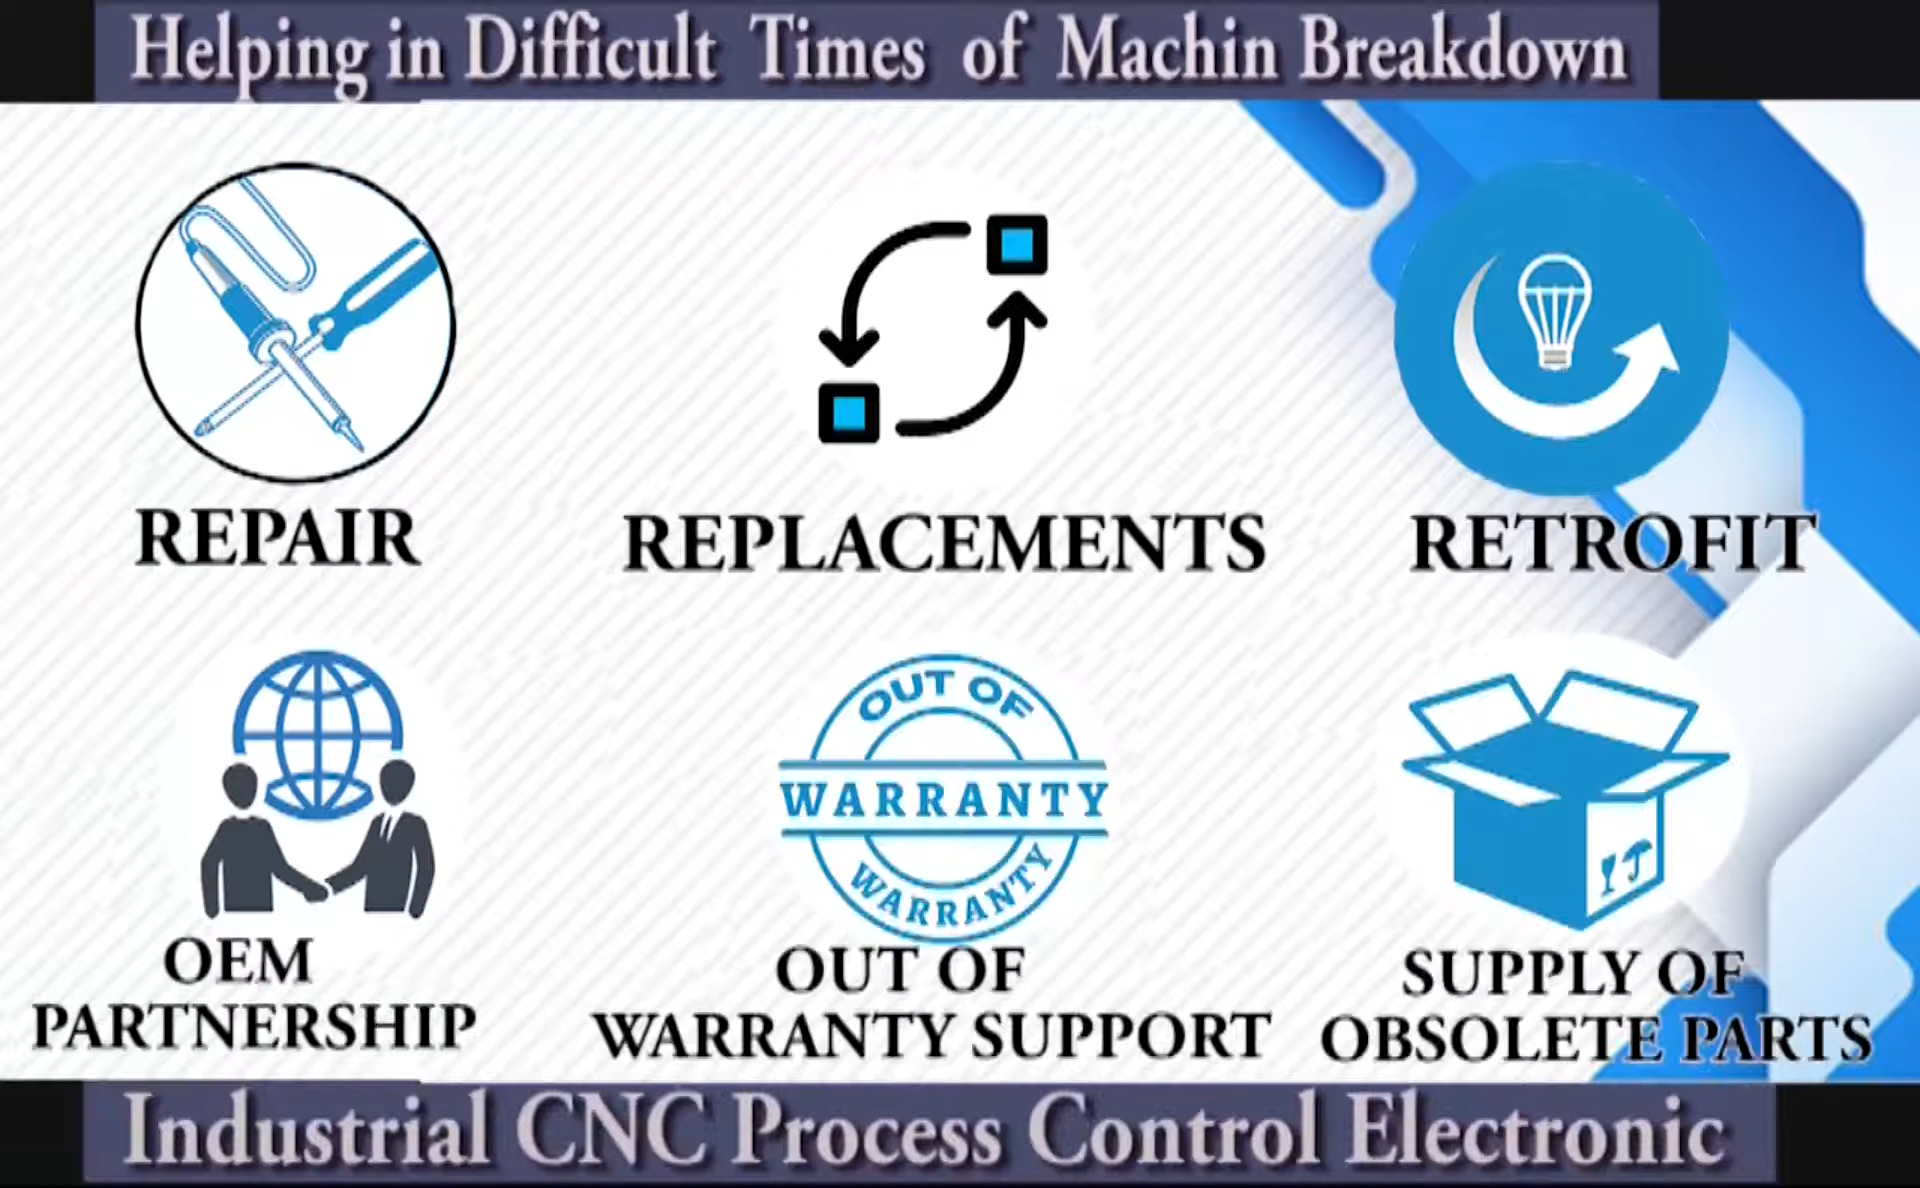 Helping in Difficult Times of Machin Breakdown
REPAIR
REPLACEMENTS
RETROFIT
OUT OF
WARRANTY
WARRANTY
OEM
PARTNERSHIP
OUT OF
WARRANTY SUPPORT
SUPPLY OF
OBSOLETE PARTS
Industrial CNC Process Control Electronic